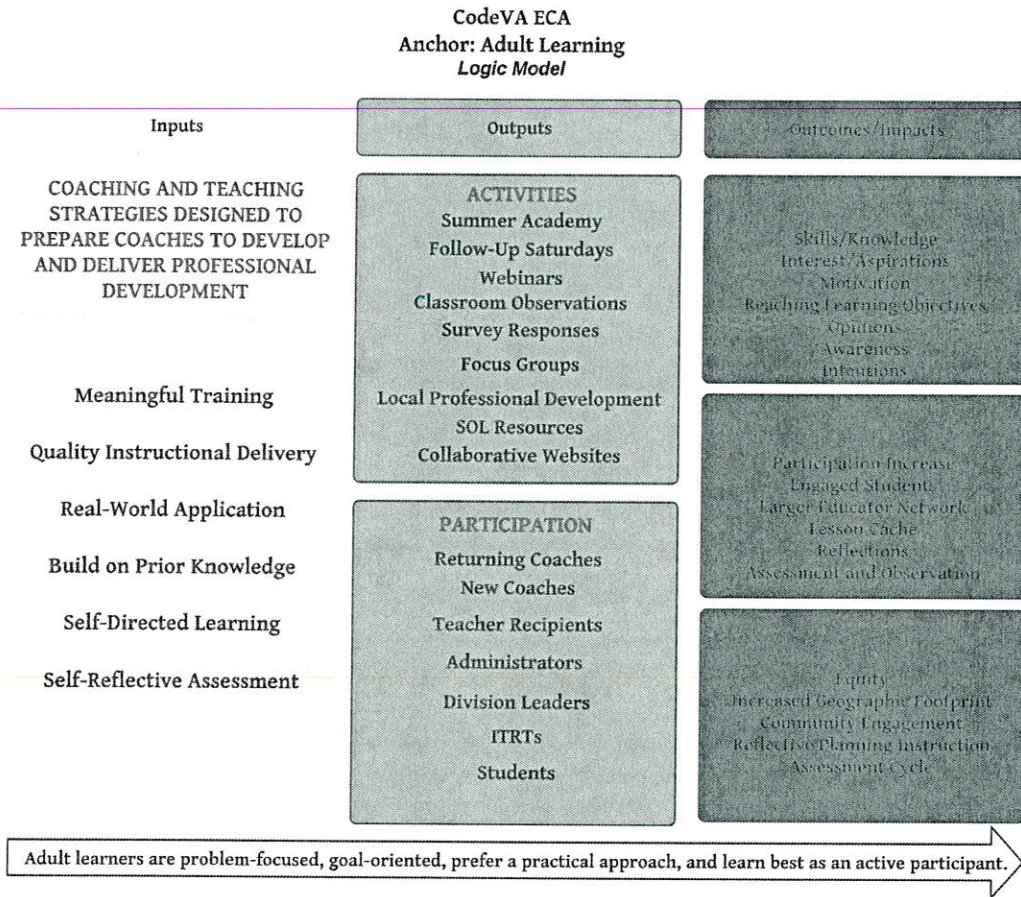 CodeVA ECA
Anchor: Adult Learning
Logic Model
Inputs
COACHING AND TEACHING
STRATEGIES DESIGNED TO
PREPARE COACHES TO DEVELOP
AND DELIVER PROFESSIONAL
DEVELOPMENT
Meaningful Training
Quality Instructional Delivery
Real-World Application
Build on Prior Knowledge
Self-Directed Learning
Self-Reflective Assessment
Outputs
ACTIVITIES
Summer Academy
Follow-Up Saturdays
Webinars
Classroom Observations
Survey Responses
Focus Groups
Local Professional Development
SOL Resources
Collaborative Websites
PARTICIPATION
Returning Coaches
New Coaches
Teacher Recipients
Administrators
Division Leaders
ITRTs
Students
Outcomes/Impacts
Skills/Knowledge
Interest/Aspirations
Motivation
Reaching Learning Objectives
Opinions
Awareness
Intentions
Participation Increase
Engaged Students
Larger Educator Network
Lesson Cache
Reflections
Assessment and Observation
Equity
Increased Geographic Footprint
Community Engagement
Reflective Planning Instruction
Assessment Cycle
Adult learners are problem-focused, goal-oriented, prefer a practical approach, and learn best as an active participant.